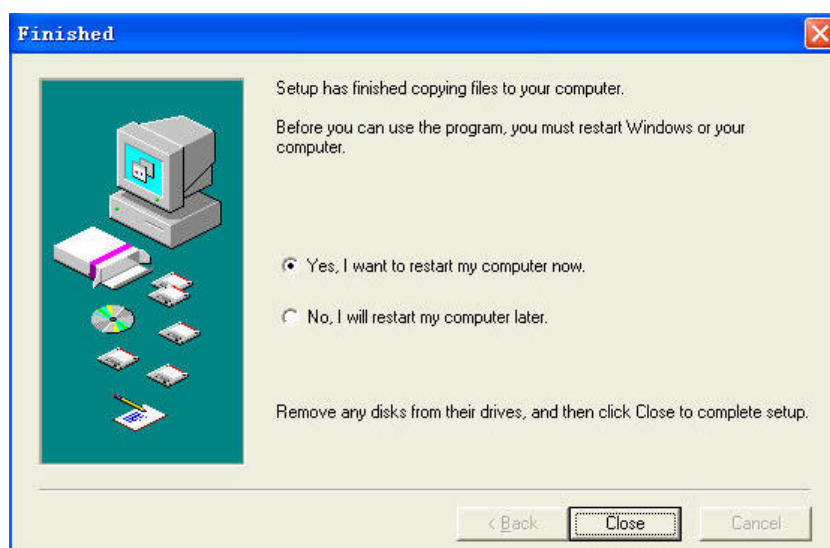 Finished
Setup has finished copying files to your computer.
Before you can use the program, you must restart Windows or your
computer.
Yes, I want to restart my computer now.
No, I will restart my computer later.
Remove any disks from their drives, and then click Close to complete setup.
< Back Close Cancel